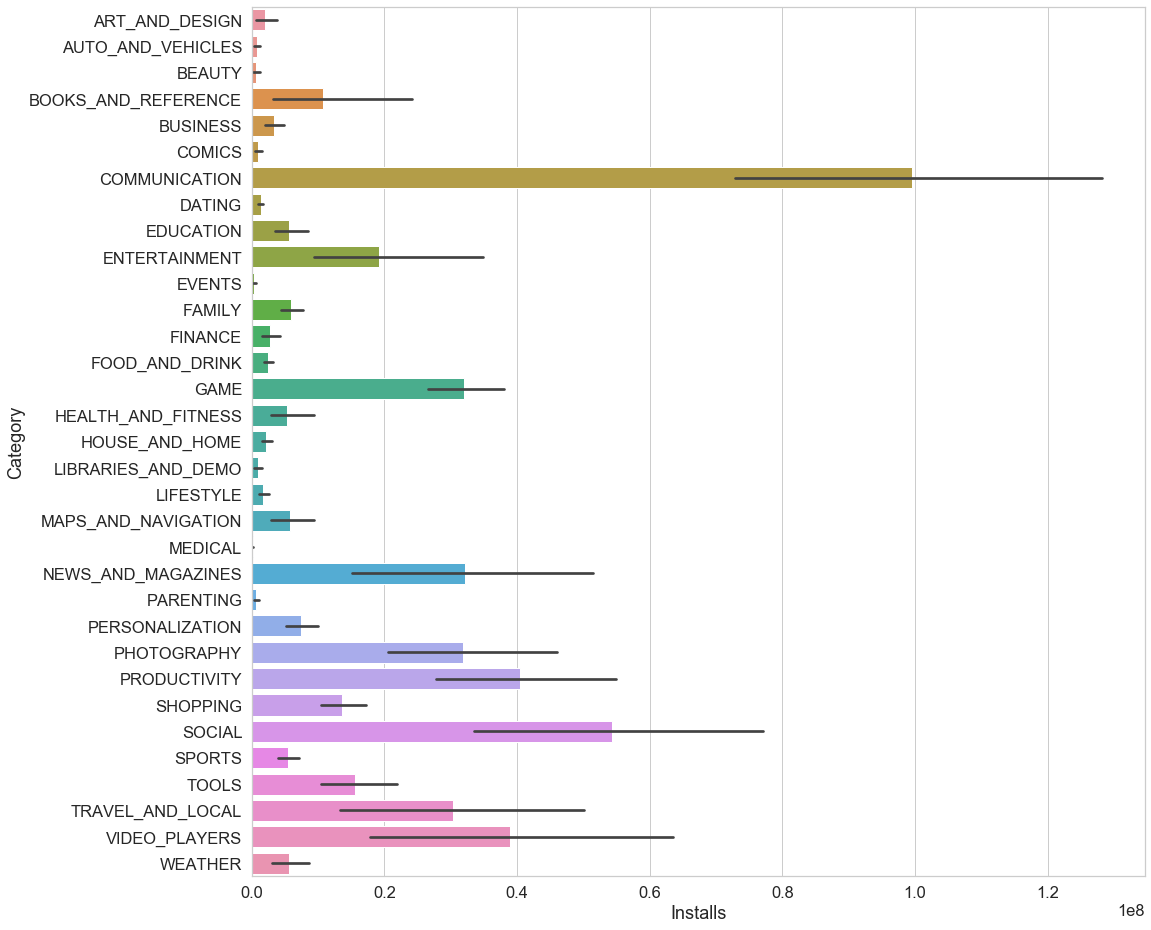 ART_AND_DESIGN
AUTO_AND_VEHICLES
BEAUTY
BOOKS_AND_REFERENCE
BUSINESS
COMICS
COMMUNICATION
DATING
EDUCATION
ENTERTAINMENT
EVENTS
FAMILY
FINANCE
FOOD_AND_DRINK
GAME
HEALTH_AND_FITNESS
HOUSE_AND_HOME
LIBRARIES_AND_DEMO
LIFESTYLE
MAPS_AND_NAVIGATION
MEDICAL
NEWS_AND_MAGAZINES
PARENTING
PERSONALIZATION
PHOTOGRAPHY
PRODUCTIVITY
SHOPPING
SOCIAL
SPORTS
TOOLS
TRAVEL_AND_LOCAL
VIDEO_PLAYERS
WEATHER
Category
0.0 0.2 0.4 0.6 0.8 1.0 1.2
Installs
1e8